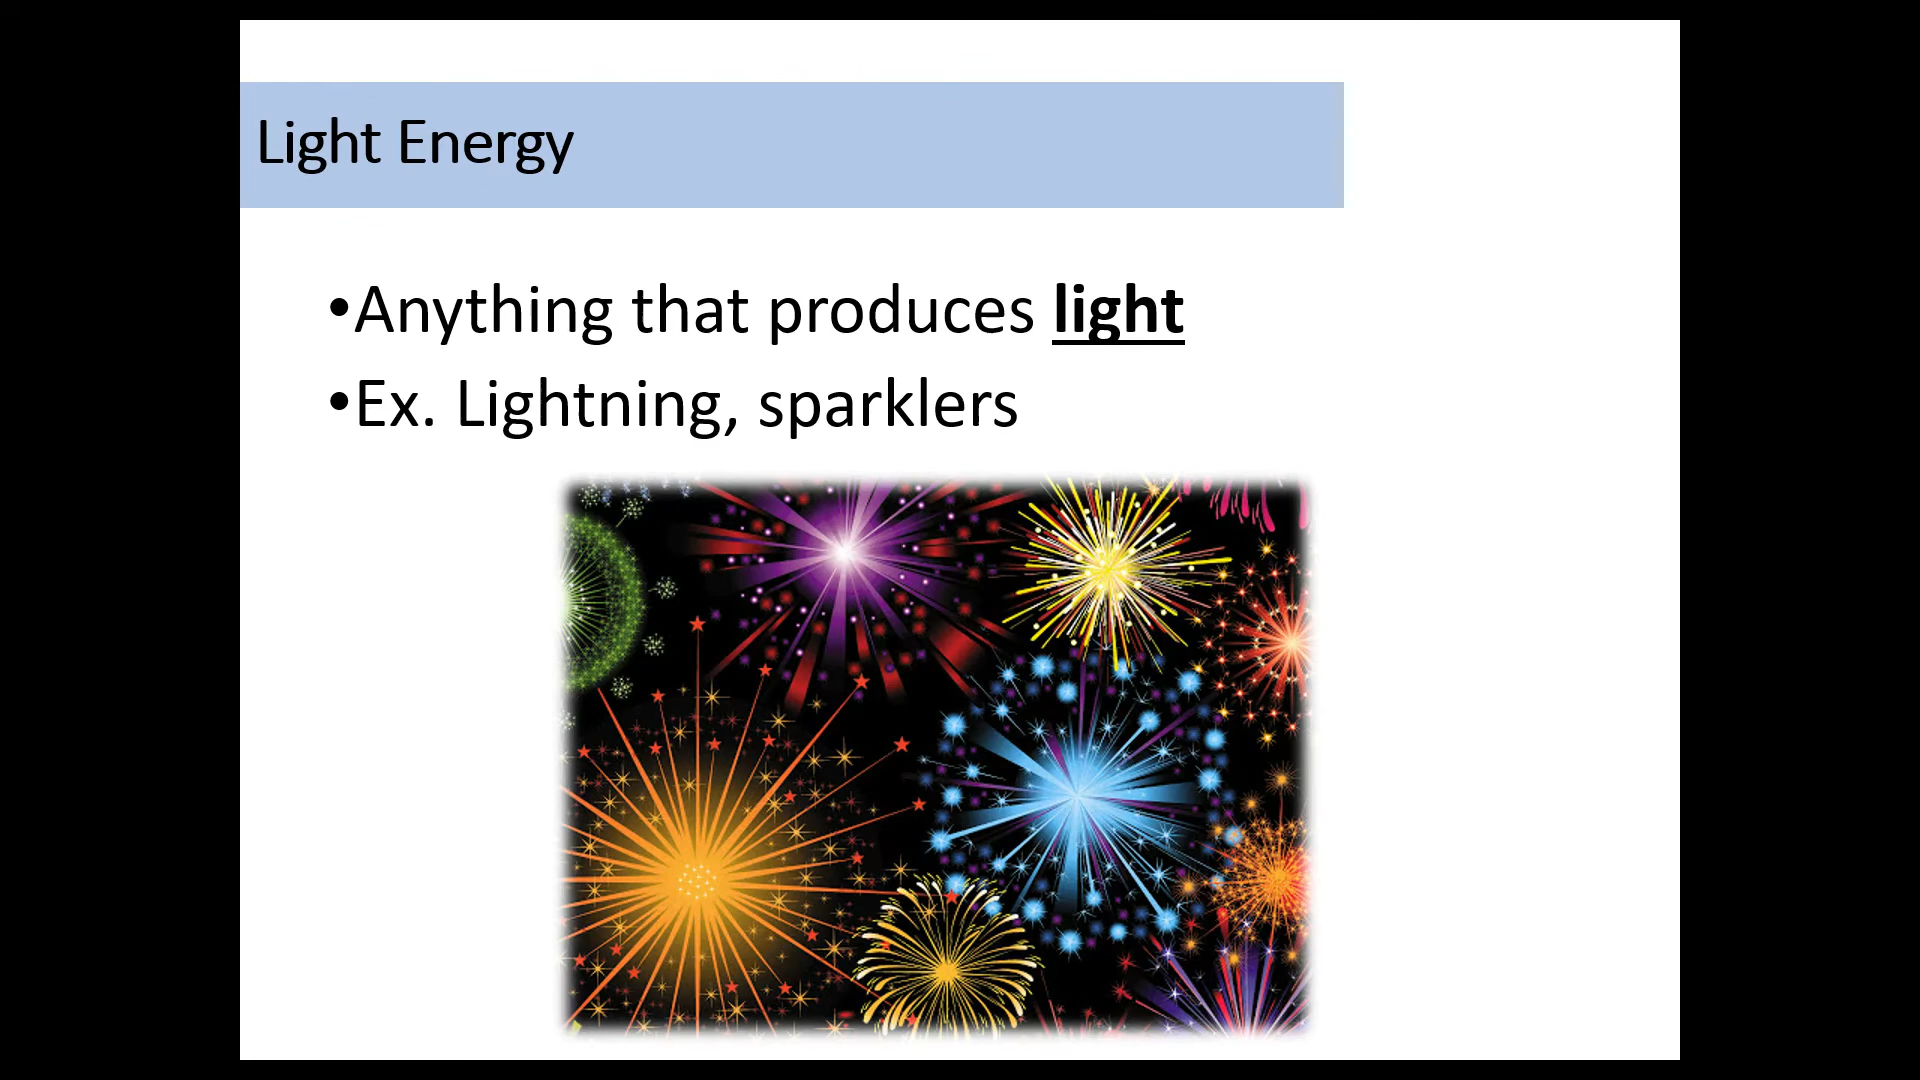 Light Energy
•Anything that produces light
•Ex. Lightning, sparklers